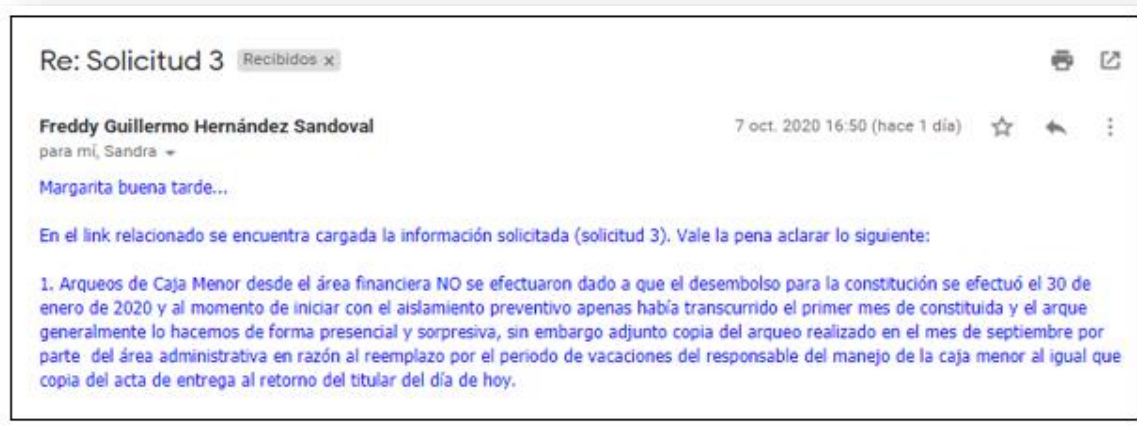 Re: Solicitud 3 Recibidos x
Freddy Guillermo Hernández Sandoval 7 oct. 2020 16:50 (hace 1 día)
para mí, Sandra
Margarita buena tarde...
En el link relacionado se encuentra cargada la información solicitada (solicitud 3). Vale la pena aclarar lo siguiente:
1. Arqueos de Caja Menor desde el área financiera NO se efectuaron dado a que el desembolso para la constitución se efectuó el 30 de
enero de 2020 y al momento de iniciar con el aislamiento preventivo apenas había transcurrido el primer mes de constituida y el arque
generalmente lo hacemos de forma presencial y sorpresiva, sin embargo adjunto copia del arqueo realizado en el mes de septiembre por
parte del área administrativa en razón al reemplazo por el periodo de vacaciones del responsable del manejo de la caja menor al igual que
copia del acta de entrega al retorno del titular del día de hoy.